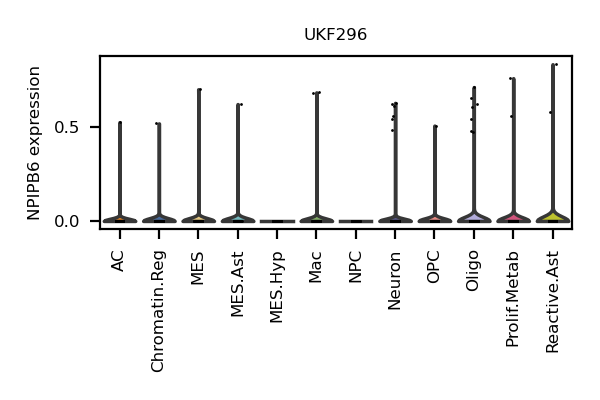 UKF296
NPIPB6 expression
0.5
0.0
AC
Chromatin.Reg
MES
MES.Ast
MES.Hyp
Mac
NPC
Neuron
OPC
Oligo
Prolif.Metab
Reactive.Ast